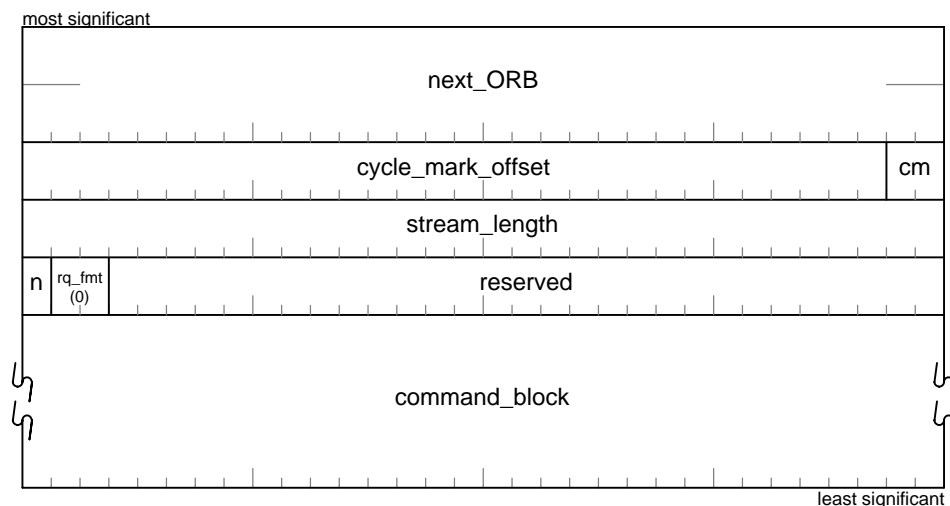 most significant
next_ORB
cycle_mark_offset cm
stream_length
n rq_fmt (0) reserved
command_block
least significant